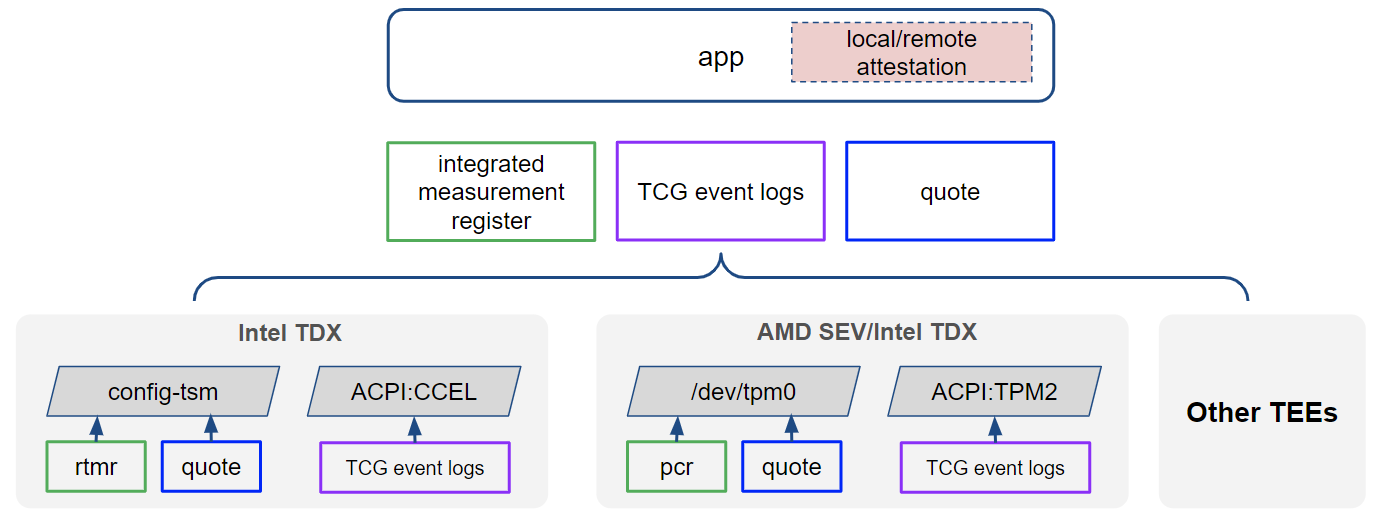 app
local/remote
attestation
integrated
measurement
register
TCG event logs
quote
Intel TDX
config-tsm
ACPI:CCEL
rtmr
quote
TCG event logs
AMD SEV/Intel TDX
/dev/tpm0
ACPI:TPM2
pcr
quote
TCG event logs
Other TEEs